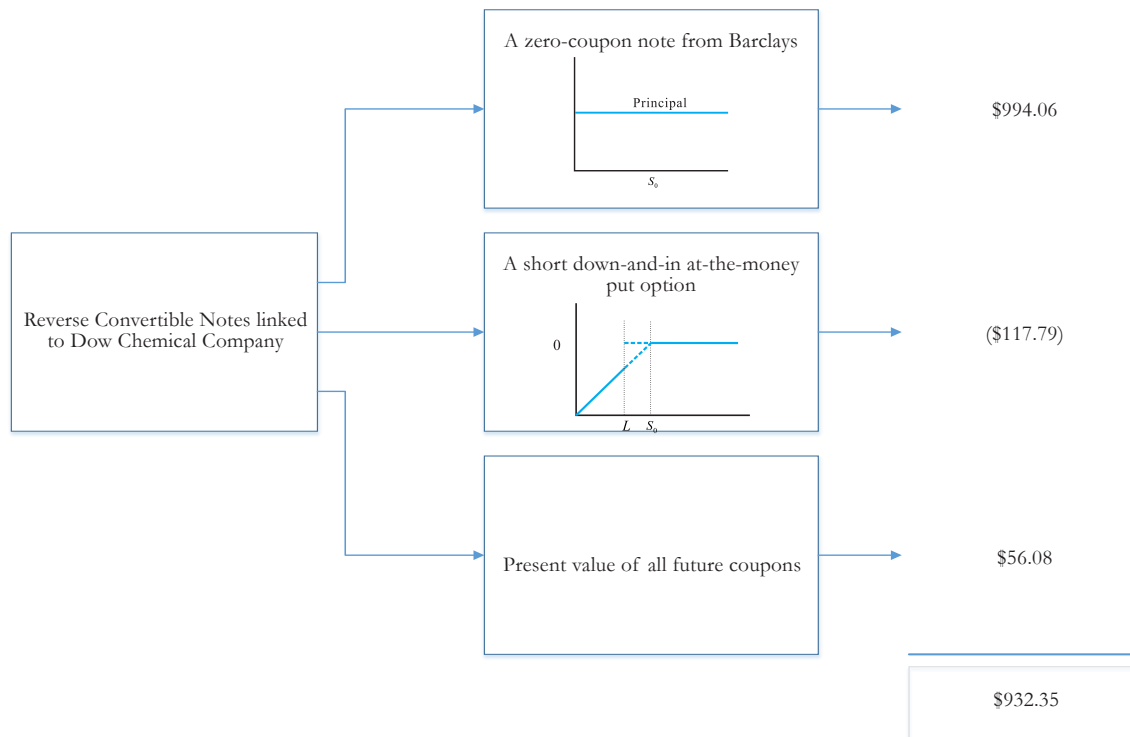 A zero-coupon note from Barclays
Principal
S₀
$994.06
Reverse Convertible Notes linked
to Dow Chemical Company
A short down-and-in at-the-money
put option
0
L S₀
($117.79)
Present value of all future coupons
$56.08
$932.35